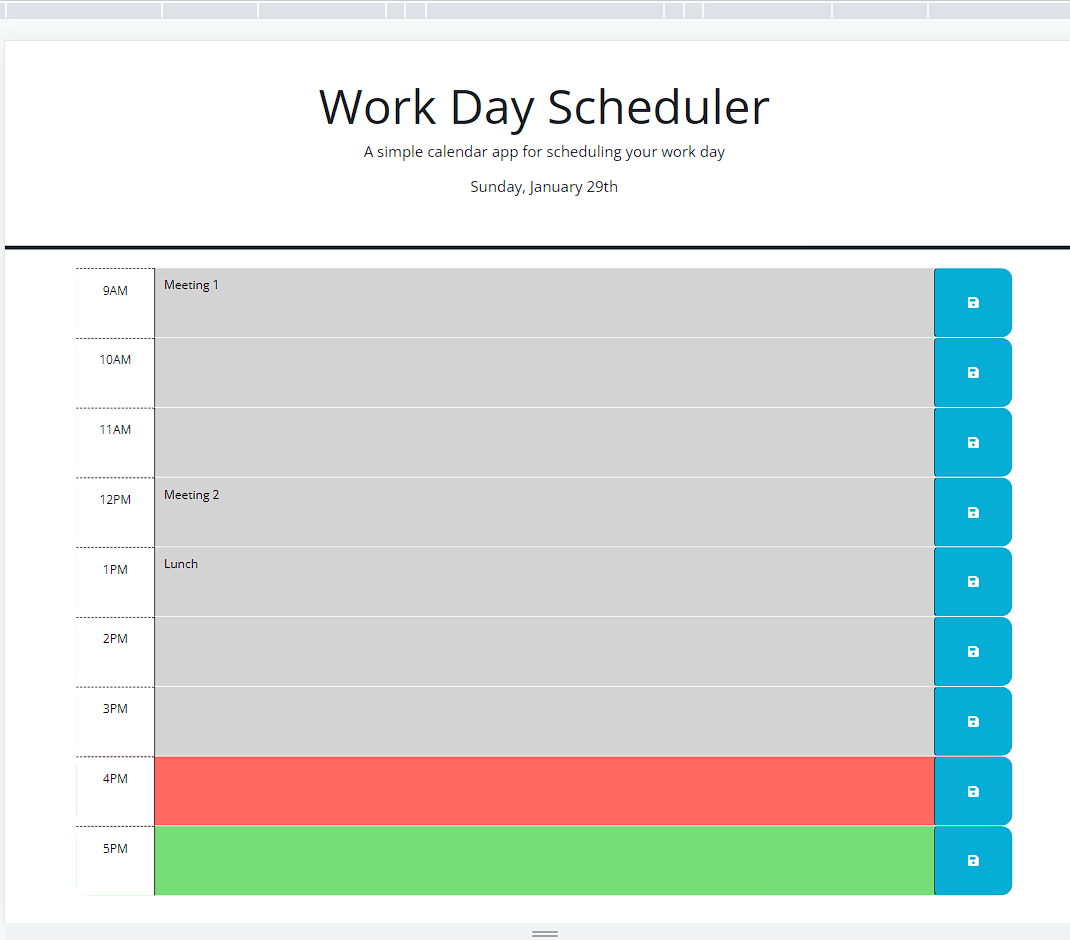 Work Day Scheduler
A simple calendar app for scheduling your work day
Sunday, January 29th
9AM
Meeting 1
10AM
11AM
12PM
Meeting 2
1PM
Lunch
2PM
3PM
4PM
5PM